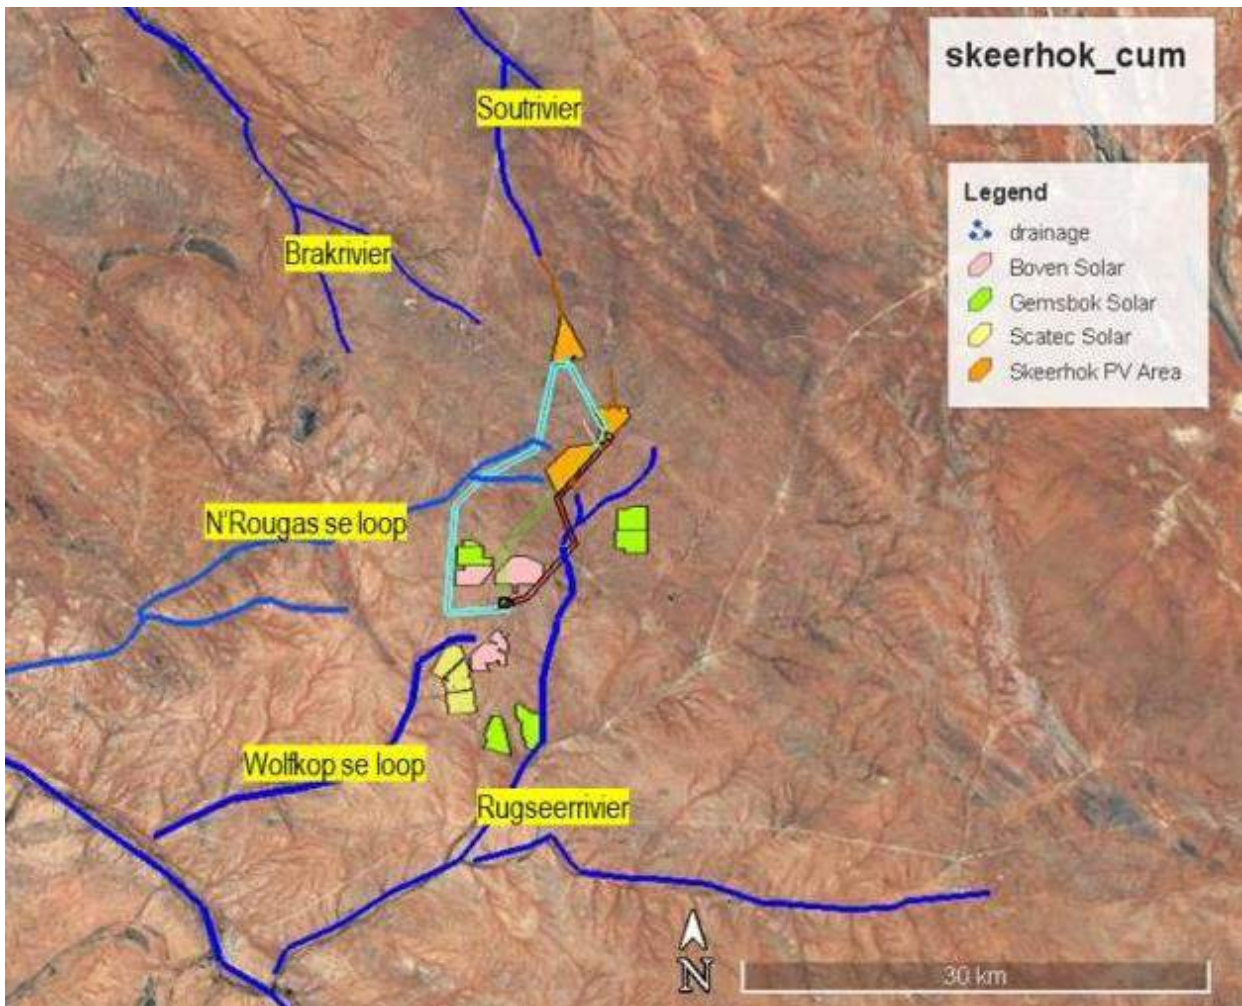 skeerhok_cum
Soutrivier
Legend
drainage
Boven Solar
Gemsbok Solar
Scatec Solar
Skeerhok PV Area
Brakrivier
N'Rougas se loop
Wolfkop se loop
Rugseerrivier
N
30 km